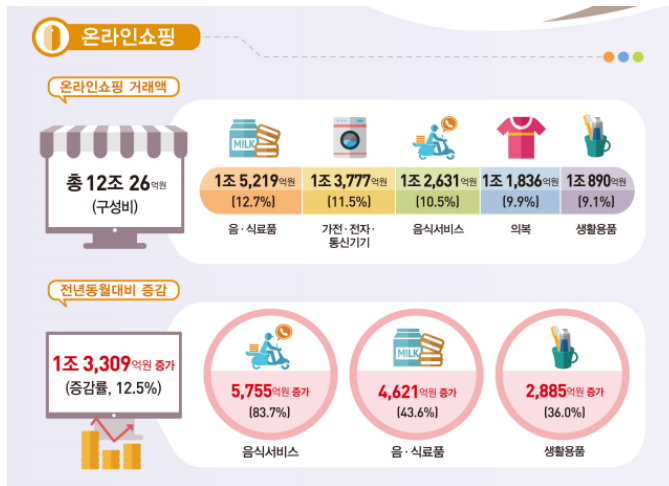 온라인쇼핑
온라인쇼핑 거래액
총 12조 26억원
(구성비)
MILK
1조 5,219억원 1조 3,777억원 1조 2,631억원 1조 1,836억원 1조 890억원
(12.7%) (11.5%) (10.5%) (9.9%) (9.1%)
음·식료품 가전·전자· 음식서비스 의복 생활용품
통신기기
전년동월대비 증감
1조 3,309억원 증가
(증감률, 12.5%)
MILK
5,755억원 증가 4,621억원 증가 2,885억원 증가
(83.7%) (43.6%) (36.0%)
음식서비스 음·식료품 생활용품